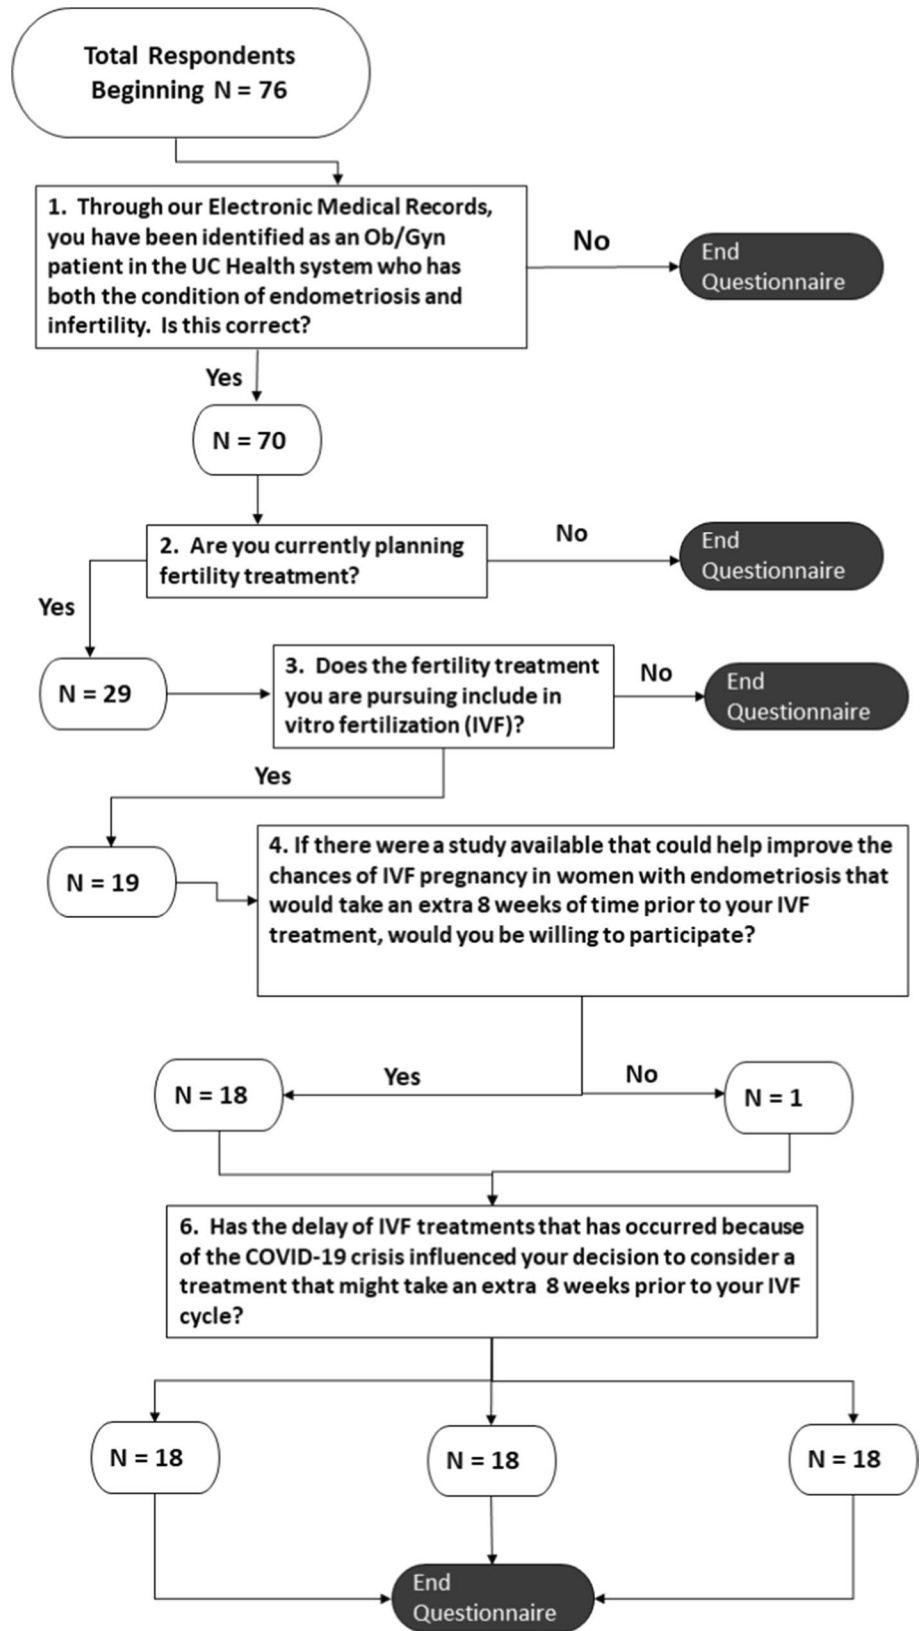 Total Respondents
Beginning N = 76
1. Through our Electronic Medical Records,
you have been identified as an Ob/Gyn
patient in the UC Health system who has
both the condition of endometriosis and
infertility. Is this correct?
No
End
Questionnaire
Yes
N = 70
2. Are you currently planning
fertility treatment?
No
End
Questionnaire
Yes
N = 29
3. Does the fertility treatment
you are pursuing include in
vitro fertilization (IVF)?
No
End
Questionnaire
Yes
N = 19
4. If there were a study available that could help improve the
chances of IVF pregnancy in women with endometriosis that
would take an extra 8 weeks of time prior to your IVF
treatment, would you be willing to participate?
Yes
No
N = 18
N = 1
6. Has the delay of IVF treatments that has occurred because
of the COVID-19 crisis influenced your decision to consider a
treatment that might take an extra 8 weeks prior to your IVF
cycle?
N = 18
N = 18
N = 18
End
Questionnaire